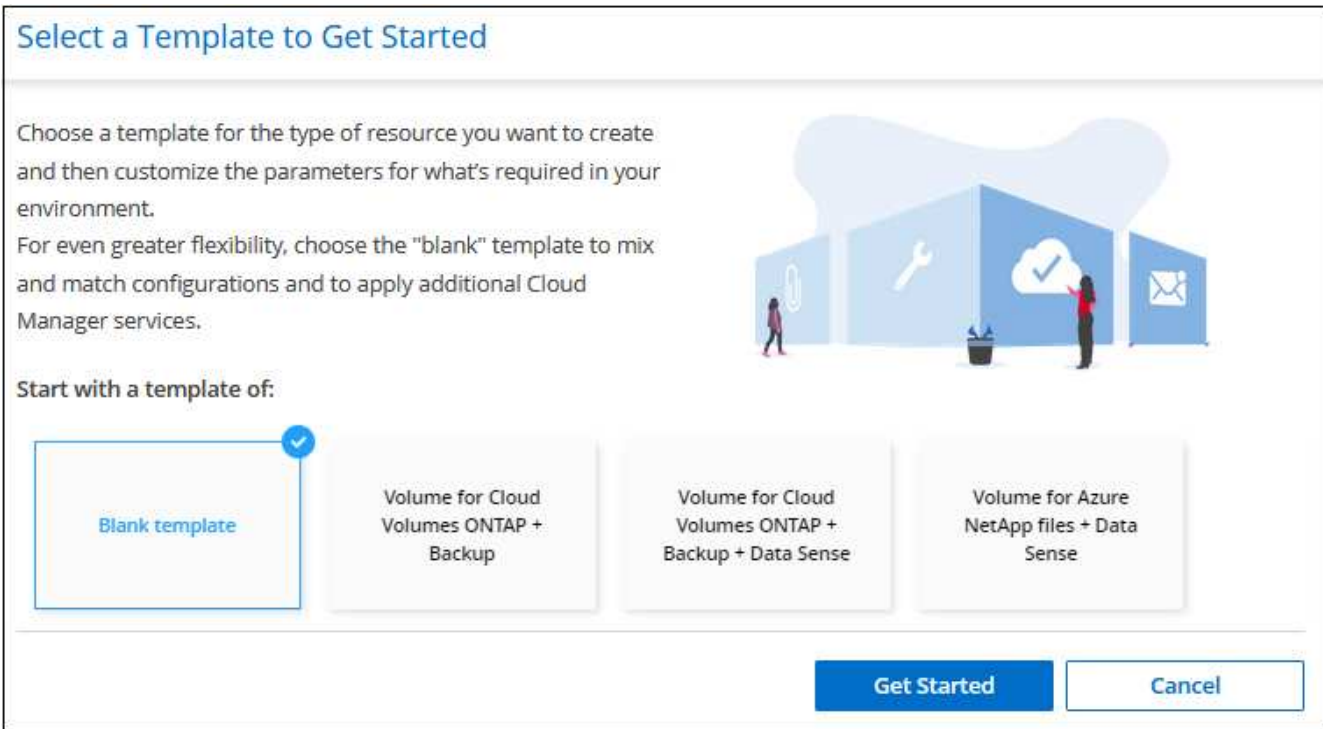 Select a Template to Get Started
Choose a template for the type of resource you want to create
and then customize the parameters for what's required in your
environment.
For even greater flexibility, choose the "blank" template to mix
and match configurations and to apply additional Cloud
Manager services.
Start with a template of:
Blank template
Volume for Cloud
Volumes ONTAP +
Backup
Volume for Cloud
Volumes ONTAP +
Backup + Data Sense
Volume for Azure
NetApp files + Data
Sense
Get Started
Cancel